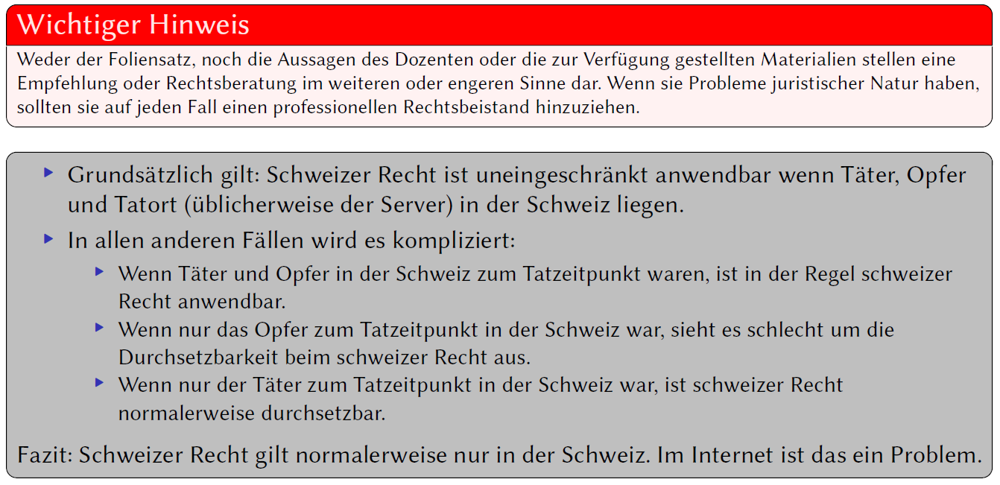 Wichtiger Hinweis
Weder der Foliensatz, noch die Aussagen des Dozenten oder die zur Verfügung gestellten Materialien stellen eine
Empfehlung oder Rechtsberatung im weiteren oder engeren Sinne dar. Wenn sie Probleme juristischer Natur haben,
sollten sie auf jeden Fall einen professionellen Rechtsbeistand hinzuziehen.
Grundsätzlich gilt: Schweizer Recht ist uneingeschränkt anwendbar wenn Täter, Opfer
und Tatort (üblicherweise der Server) in der Schweiz liegen.
In allen anderen Fällen wird es kompliziert:
Wenn Täter und Opfer in der Schweiz zum Tatzeitpunkt waren, ist in der Regel schweizer
Recht anwendbar.
Wenn nur das Opfer zum Tatzeitpunkt in der Schweiz war, sieht es schlecht um die
Durchsetzbarkeit beim schweizer Recht aus.
Wenn nur der Täter zum Tatzeitpunkt in der Schweiz war, ist schweizer Recht
normalerweise durchsetzbar.
Fazit: Schweizer Recht gilt normalerweise nur in der Schweiz. Im Internet ist das ein Problem.